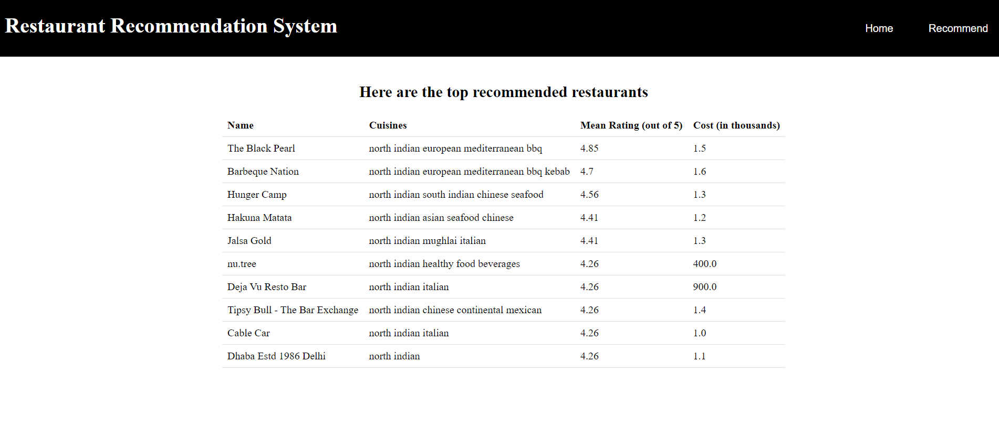 Restaurant Recommendation System Home Recommend
Here are the top recommended restaurants
Name Cuisines Mean Rating (out of 5) Cost (in thousands)
The Black Pearl north indian european mediterranean bbq 4.85 1.5
Barbeque Nation north indian european mediterranean bbq kebab 4.7 1.6
Hunger Camp north indian south indian chinese seafood 4.56 1.3
Hakuna Matata north indian asian seafood chinese 4.41 1.2
Jalsa Gold north indian mughlai italian 4.41 1.3
nu.tree north indian healthy food beverages 4.26 400.0
Deja Vu Resto Bar north indian italian 4.26 900.0
Tipsy Bull - The Bar Exchange north indian chinese continental mexican 4.26 1.4
Cable Car north indian italian 4.26 1.0
Dhaba Estd 1986 Delhi north indian 4.26 1.1